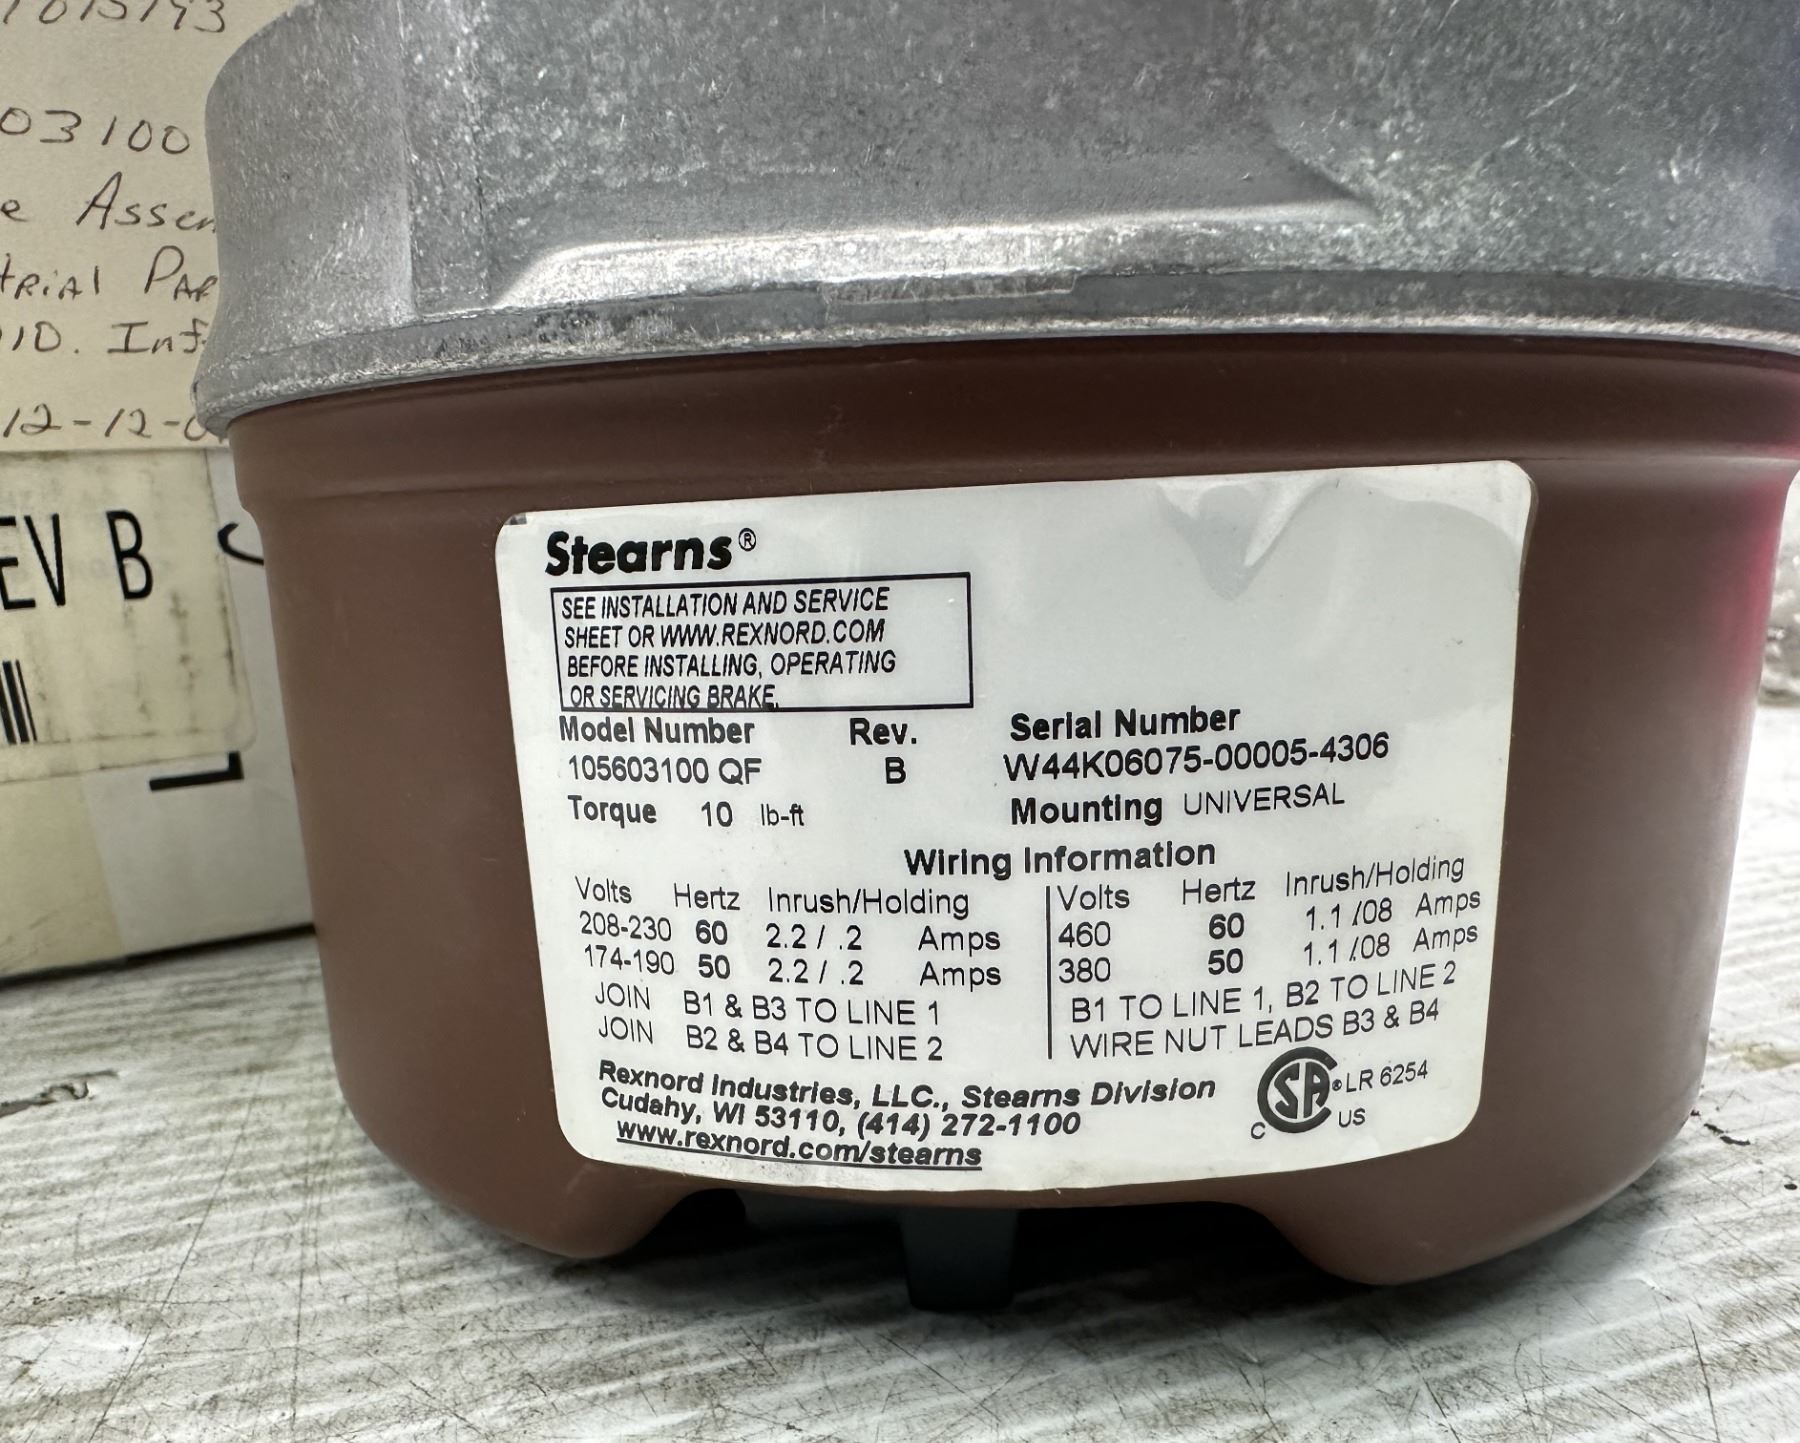 1015193
03100
e Assem
trial Par
010. Inf
12-12-0
EV B
Stearns®
SEE INSTALLATION AND SERVICE
SHEET OR WWW.REXNORD.COM
BEFORE INSTALLING, OPERATING
OR SERVICING BRAKE.
Model Number Rev. Serial Number
105603100 QF B W44K06075-00005-4306
Torque 10 lb-ft Mounting UNIVERSAL
Wiring Information
Volts Hertz Inrush/Holding
208-230 60 2.2 / .2 Amps
174-190 50 2.2 / .2 Amps
JOIN B1 & B3 TO LINE 1
JOIN B2 & B4 TO LINE 2
Volts Hertz Inrush/Holding
460 60 1.1 /08 Amps
380 50 1.1 /.08 Amps
B1 TO LINE 1, B2 TO LINE 2
WIRE NUT LEADS B3 & B4
Rexnord Industries, LLC., Stearns Division
Cudahy, WI 53110, (414) 272-1100
www.rexnord.com/stearns
C SA ® US
LR 6254